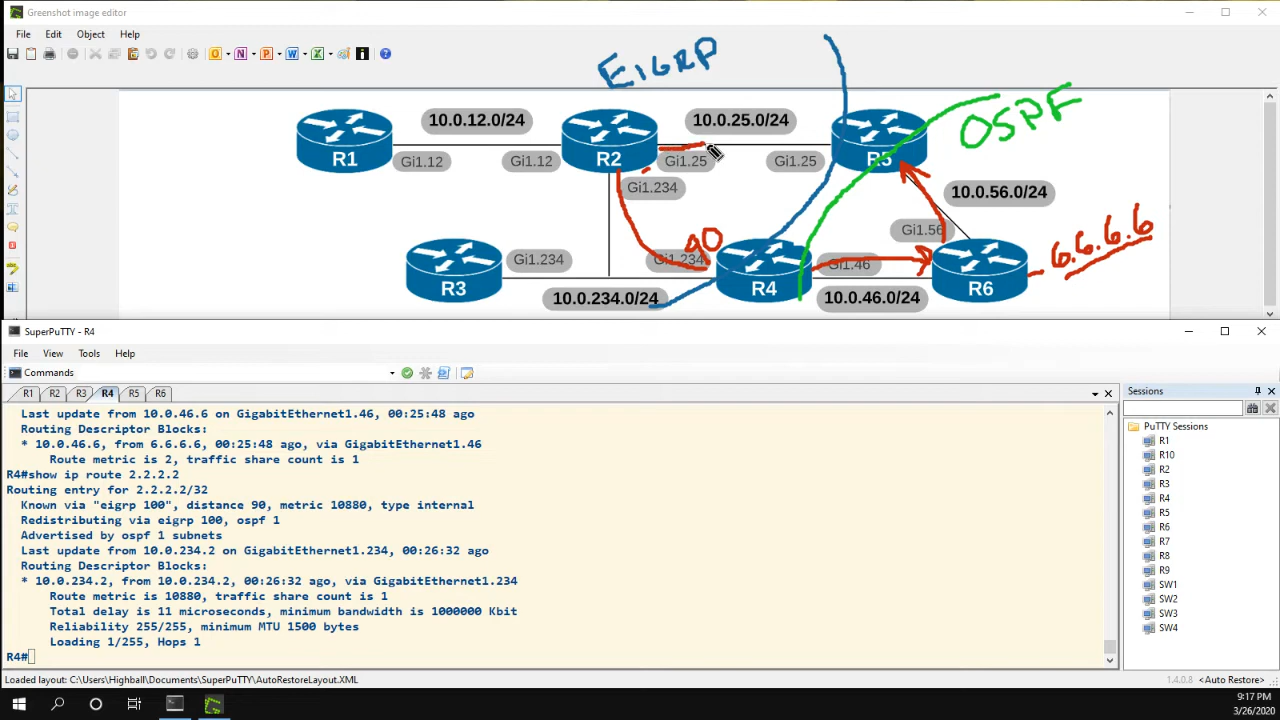 Greenshot image editor
File Edit Object Help
EIGRP
OSPF
10.0.12.0/24
10.0.25.0/24
R1
Gi1.12
Gi1.12
R2
Gi1.25
Gi1.25
R5
Gi1.234
10.0.56.0/24
Gi1.56
6.6.6.6
90
R3
Gi1.234
Gi1.234
R4
Gi1.46
R6
10.0.234.0/24
10.0.46.0/24
SuperPuTTY - R4
File View Tools Help
Commands
R1 R2 R3 R4 R5 R6
Last update from 10.0.46.6 on GigabitEthernet1.46, 00:25:48 ago
Routing Descriptor Blocks:
* 10.0.46.6, from 6.6.6.6, 00:25:48 ago, via GigabitEthernet1.46
Route metric is 2, traffic share count is 1
R4#show ip route 2.2.2.2
Routing entry for 2.2.2.2/32
Known via "eigrp 100", distance 90, metric 10880, type internal
Redistributing via eigrp 100, ospf 1
Advertised by ospf 1 subnets
Last update from 10.0.234.2 on GigabitEthernet1.234, 00:26:32 ago
Routing Descriptor Blocks:
* 10.0.234.2, from 10.0.234.2, 00:26:32 ago, via GigabitEthernet1.234
Route metric is 10880, traffic share count is 1
Total delay is 11 microseconds, minimum bandwidth is 1000000 Kbit
Reliability 255/255, minimum MTU 1500 bytes
Loading 1/255, Hops 1
R4#
Sessions
PuTTY Sessions
R1
R10
R2
R3
R4
R5
R6
R7
R8
R9
SW1
SW2
SW3
SW4
Loaded layout: C:\Users\Highball\Documents\SuperPuTTY\AutoRestoreLayout.XML
1.4.0.8 <Auto Restore>
9:17 PM
3/26/2020